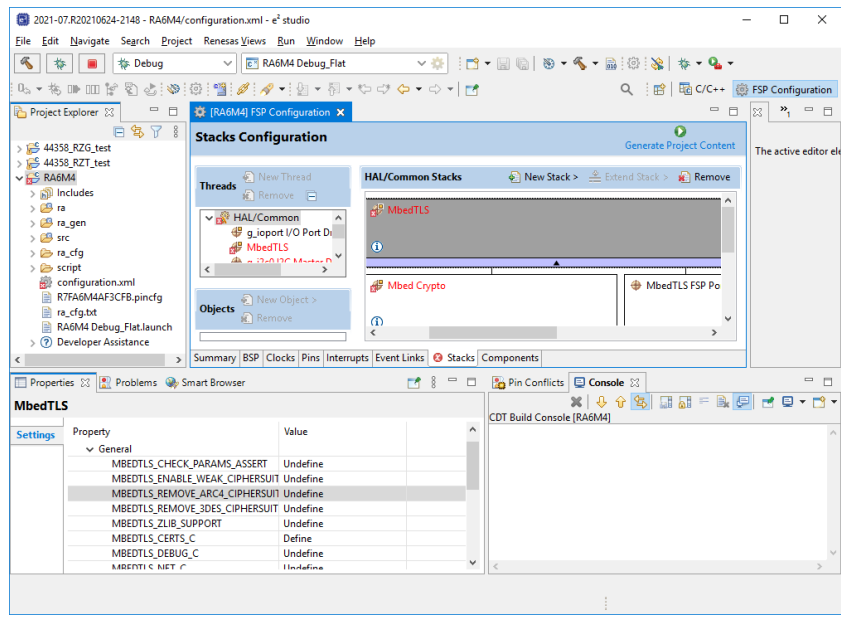 2021-07.R20210624-2148 - RA6M4/configuration.xml - e² studio
File Edit Navigate Search Project Renesas Views Run Window Help
Debug RA6M4 Debug_Flat
C/C++ FSP Configuration
Project Explorer
44358_RZG_test
44358_RZT_test
RA6M4
Includes
ra
ra_gen
src
ra_cfg
script
configuration.xml
R7FA6M4AF3CFB.pincfg
ra_cfg.txt
RA6M4 Debug_Flat.launch
Developer Assistance
[RA6M4] FSP Configuration
Stacks Configuration
Generate Project Content
Threads
New Thread
Remove
HAL/Common
g_ioport I/O Port Dr
MbedTLS
g_i2c0 I2C Master D
Objects
New Object >
Remove
HAL/Common Stacks New Stack > Extend Stack > Remove
MbedTLS
Mbed Crypto
MbedTLS FSP Po
Summary BSP Clocks Pins Interrupts Event Links Stacks Components
1
The active editor ele
Properties Problems Smart Browser
MbedTLS
Settings
Property Value
General
MBEDTLS_CHECK_PARAMS_ASSERT Undefine
MBEDTLS_ENABLE_WEAK_CIPHERSUIT Undefine
MBEDTLS_REMOVE_ARC4_CIPHERSUIT Undefine
MBEDTLS_REMOVE_3DES_CIPHERSUIT Undefine
MBEDTLS_ZLIB_SUPPORT Undefine
MBEDTLS_CERTS_C Define
MBEDTLS_DEBUG_C Undefine
MBEDTLS_NET_C Undefine
Pin Conflicts Console
CDT Build Console [RA6M4]